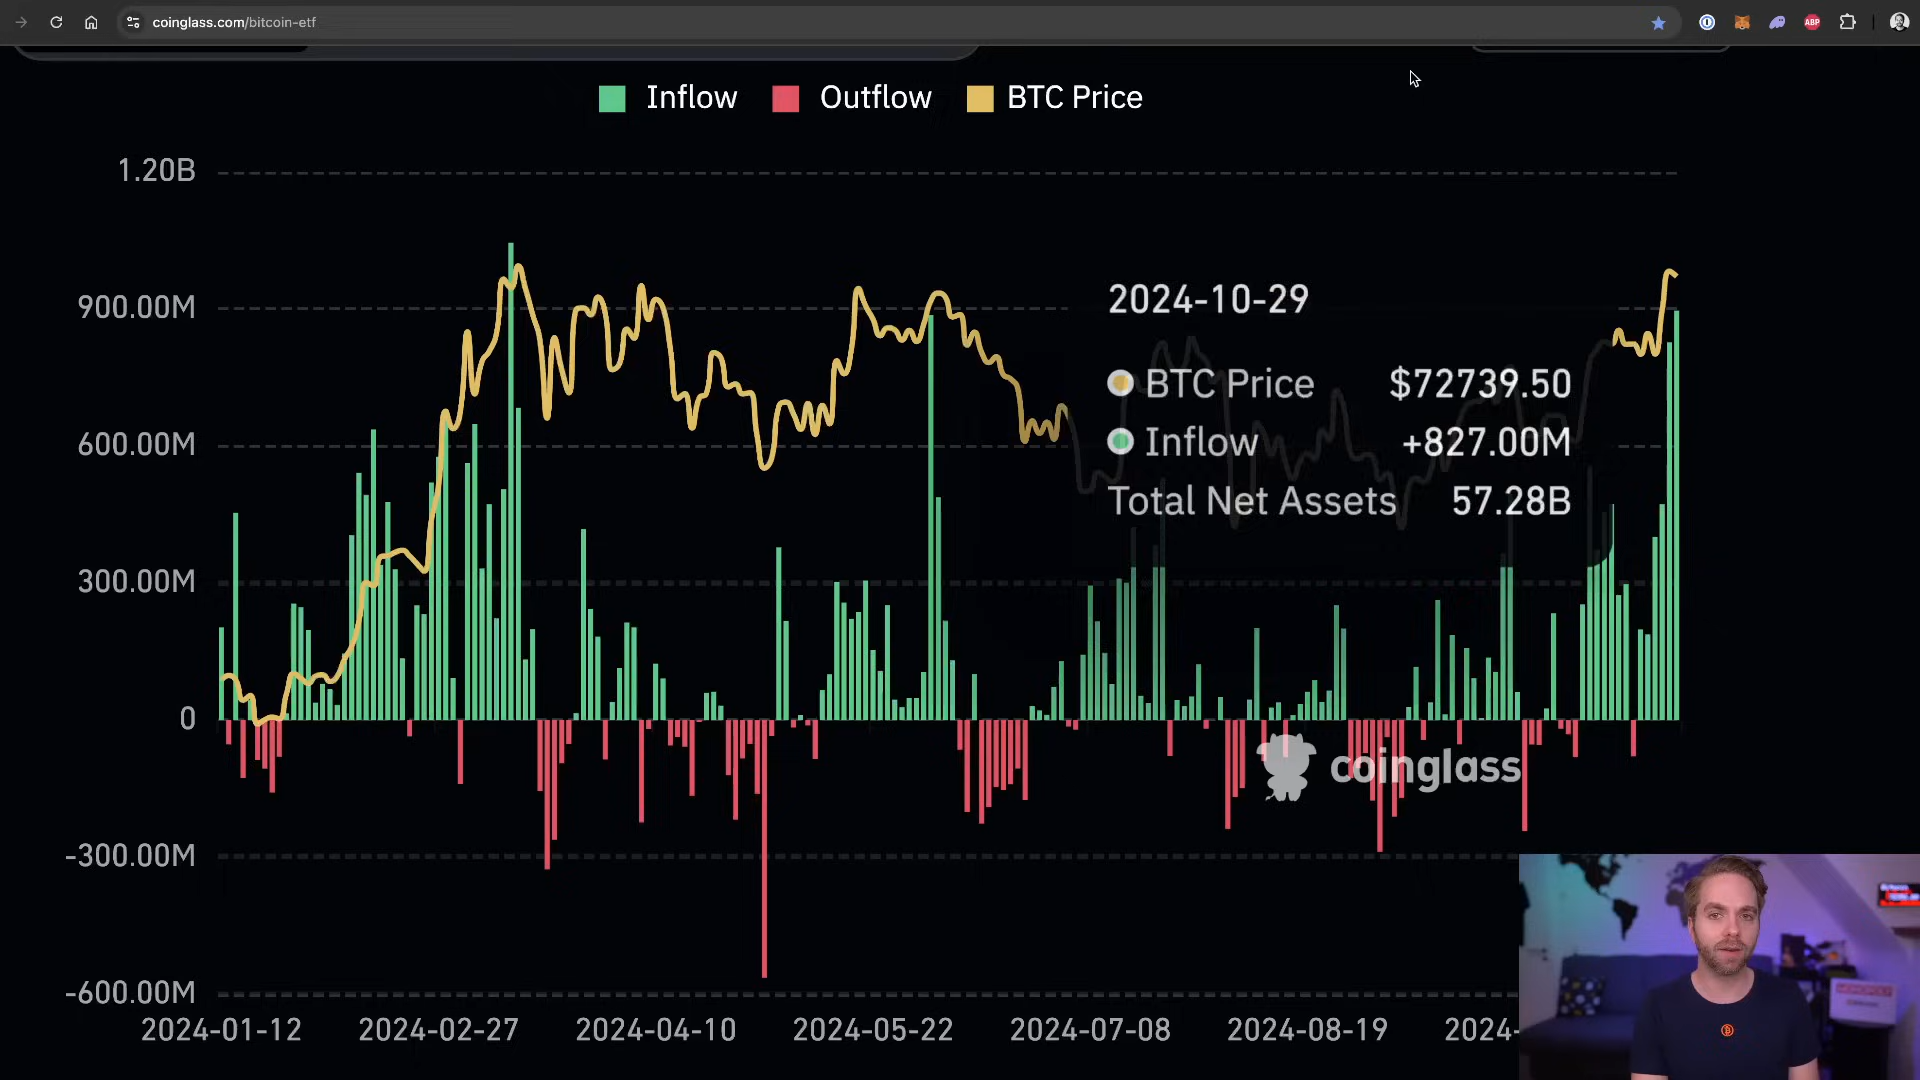 coinglass.com/bitcoin-etf
ABP
Inflow Outflow BTC Price
1.20B
900.00M
600.00M
300.00M
0
-300.00M
-600.00M
2024-10-29
BTC Price $72739.50
Inflow +827.00M
Total Net Assets 57.28B
coinglass
2024-01-12 2024-02-27 2024-04-10 2024-05-22 2024-07-08 2024-08-19 2024-